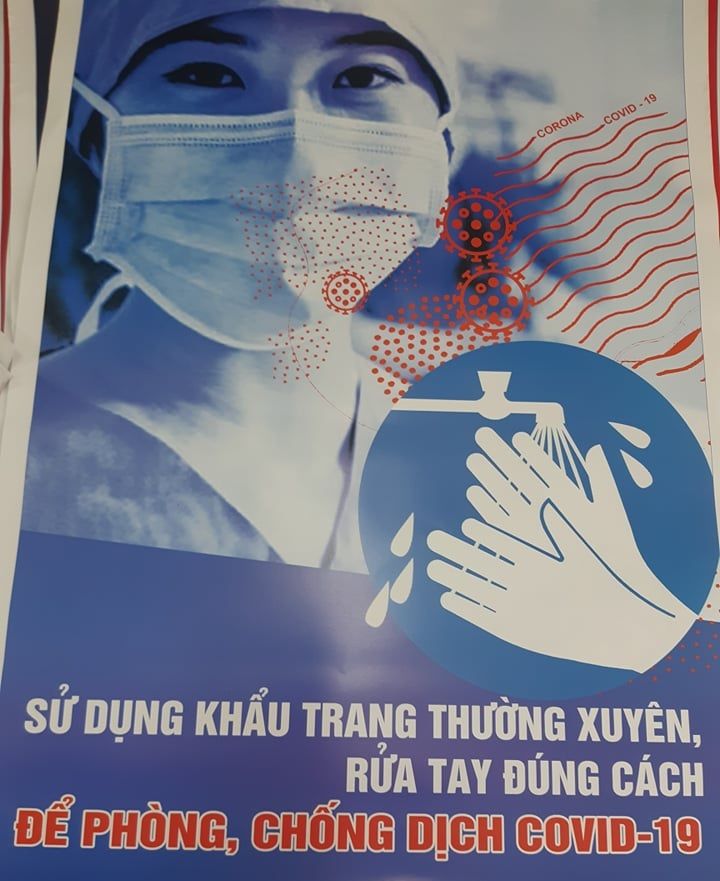 CORONA
COVID - 19
SỬ DỤNG KHẨU TRANG THƯỜNG XUYÊN,
RỬA TAY ĐÚNG CÁCH
ĐỂ PHÒNG, CHỐNG DỊCH COVID-19